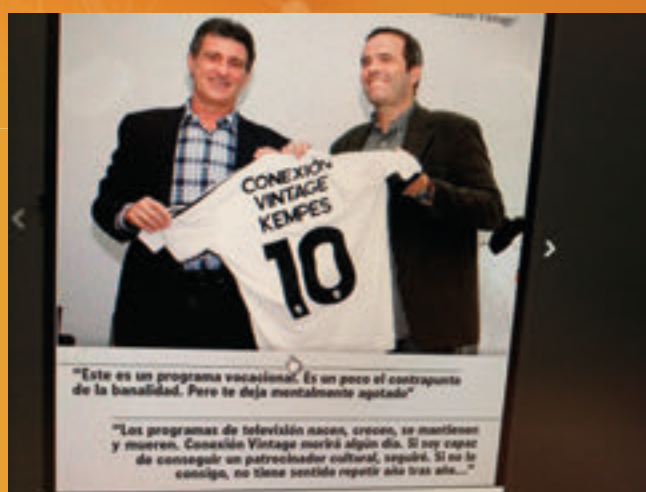 Vintage"
CONEXIÓN
VINTAGE
KEMPES
10
"Este es un programa vocacional. Es un poco el contrapunto
de la banalidad. Pero te deja mentalmente agotado"
"Los programas de televisión nacen, crecen, se mantienen
y mueren. Conexión Vintage morirá algún día. Si soy capaz
de conseguir un patrocinador cultural, seguiré. Si no lo
consigo, no tiene sentido repetir año tras año..."